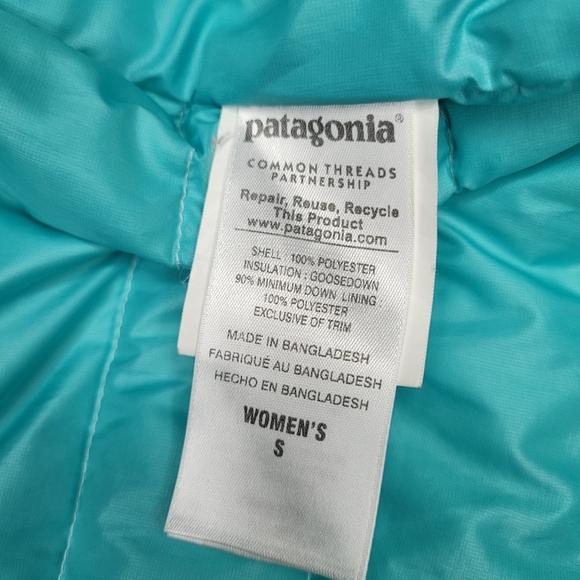 patagonia®
COMMON THREADS
PARTNERSHIP
Repair, Reuse, Recycle
This Product
www.patagonia.com
SHELL 100% POLYESTER
INSULATION : GOOSEDOWN
90% MINIMUM DOWN LINING :
100% POLYESTER
EXCLUSIVE OF TRIM
MADE IN BANGLADESH
FABRIQUÉ AU BANGLADESH
HECHO EN BANGLADESH
WOMEN'S
S